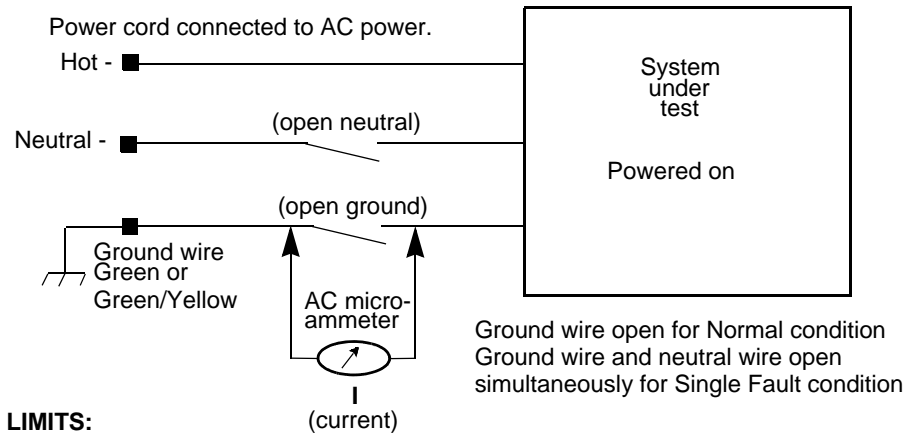 Power cord connected to AC power.
Hot -
System
under
test
(open neutral)
Neutral -
Powered on
(open ground)
Ground wire
Green or
Green/Yellow
AC micro-
ammeter
Ground wire open for Normal condition
Ground wire and neutral wire open
simultaneously for Single Fault condition
I
(current)
LIMITS: